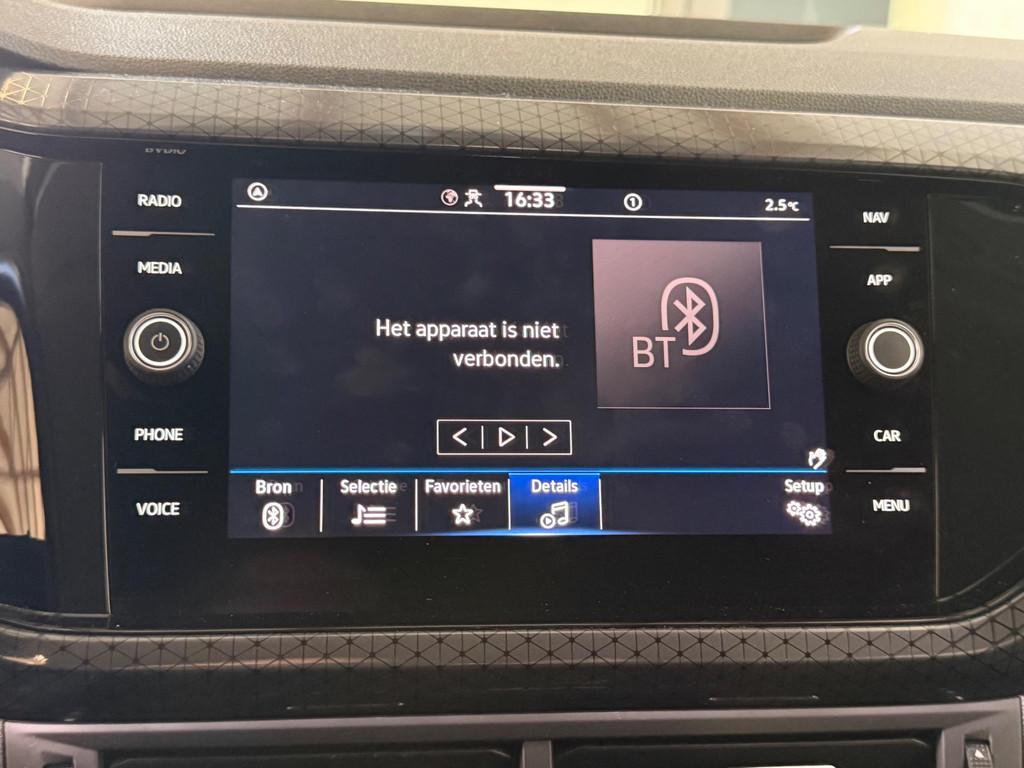 16:33
2.5°C
RADIO
MEDIA
PHONE
VOICE
Het apparaat is niet
verbonden.
BT
Bron
Selectie
Favorieten
Details
Setup
NAV
APP
CAR
MENU
A
1